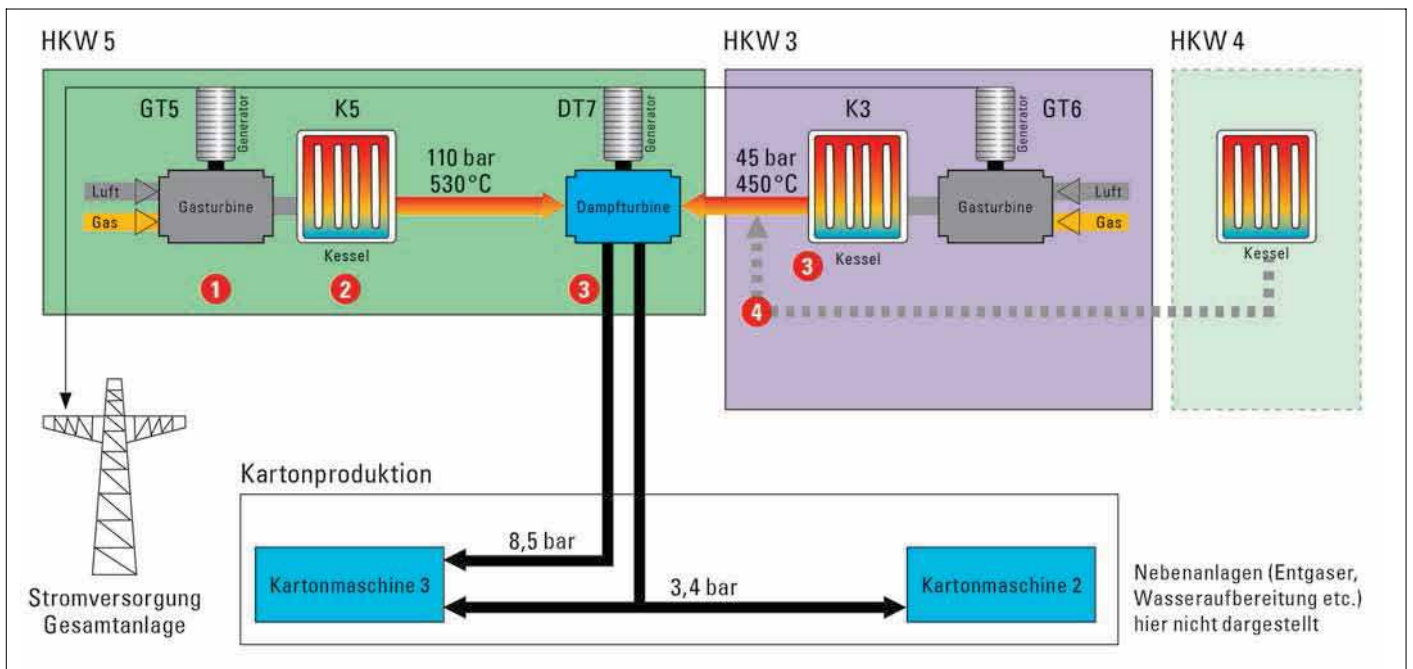 HKW 5
HKW 3
HKW 4
GT5
K5
DT7
K3
GT6
Generator
Generator
Generator
110 bar
530°C
45 bar
450°C
Luft
Gas
Gasturbine
Dampfturbine
Gasturbine
Luft
Gas
Kessel
Kessel
Kessel
1
2
3
3
4
Kartonproduktion
8,5 bar
Kartonmaschine 3
3,4 bar
Kartonmaschine 2
Stromversorgung
Gesamtanlage
Nebenanlagen (Entgaser,
Wasseraufbereitung etc.)
hier nicht dargestellt